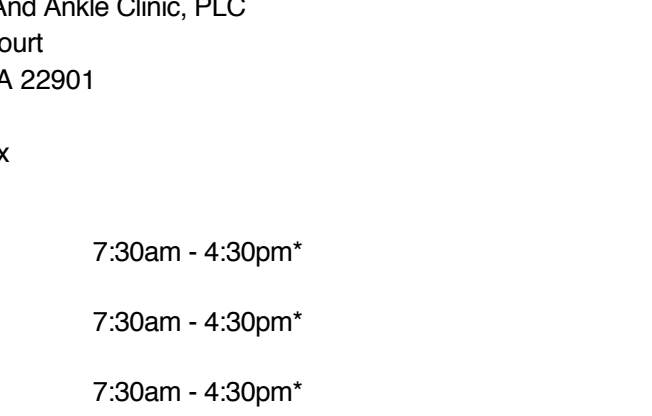 And Ankle Clinic, PLC
ourt
A 22901
x
7:30am - 4:30pm*
7:30am - 4:30pm*
7:30am - 4:30pm*